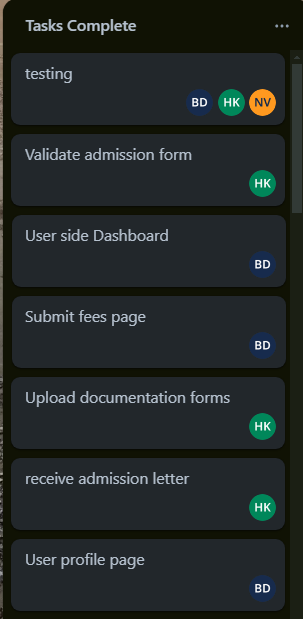 Tasks Complete
testing
BD HK NV
Validate admission form
HK
User side Dashboard
BD
Submit fees page
BD
Upload documentation forms
HK
receive admission letter
HK
User profile page
BD